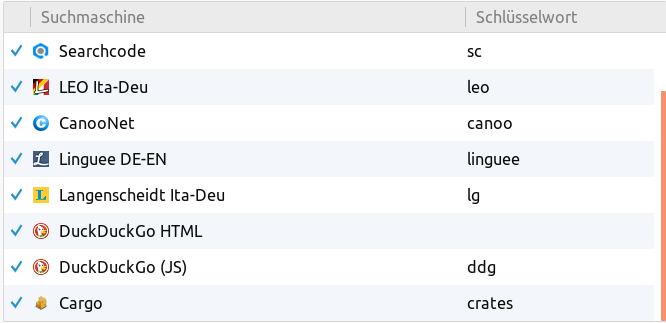 Suchmaschine Schlüsselwort
Searchcode sc
LEO Ita-Deu leo
CanooNet canoo
Linguee DE-EN linguee
Langenscheidt Ita-Deu lg
DuckDuckGo HTML
DuckDuckGo (JS) ddg
Cargo crates